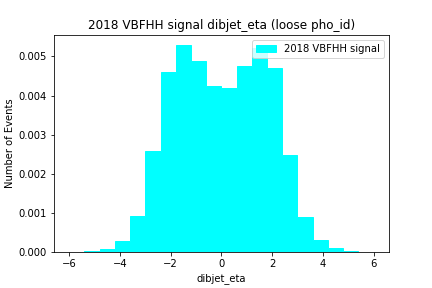 2018 VBFHH signal dibjet_eta (loose pho_id)
2018 VBFHH signal
Number of Events
0.005
0.004
0.003
0.002
0.001
0.000
−6 −4 −2 0 2 4 6
dibjet_eta